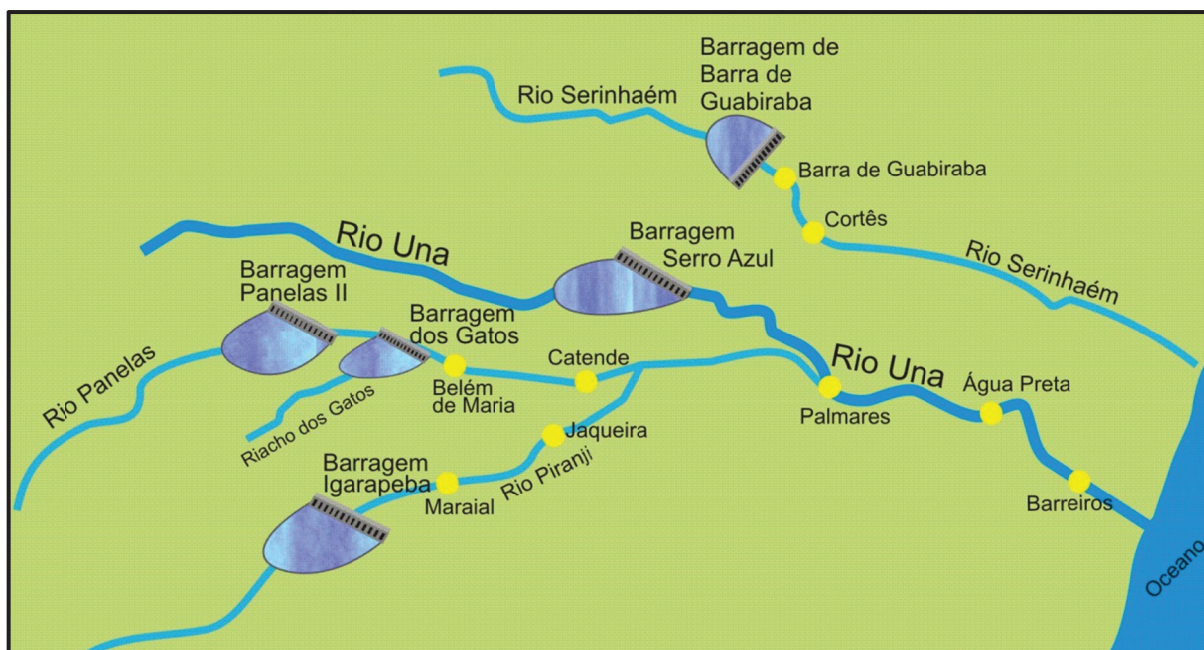 Barragem de
Barra de
Guabiraba
Rio Serinhaém
Barra de Guabiraba
Cortês
Rio Serinhaém
Rio Una
Barragem
Serro Azul
Barragem
Panelas II
Barragem
dos Gatos
Rio Panelas
Riacho dos Gatos
Belém
de Maria
Catende
Rio Una
Palmares
Água Preta
Jaqueira
Rio Piranji
Barragem
Igarapeba
Maraial
Barreiros
Oceano